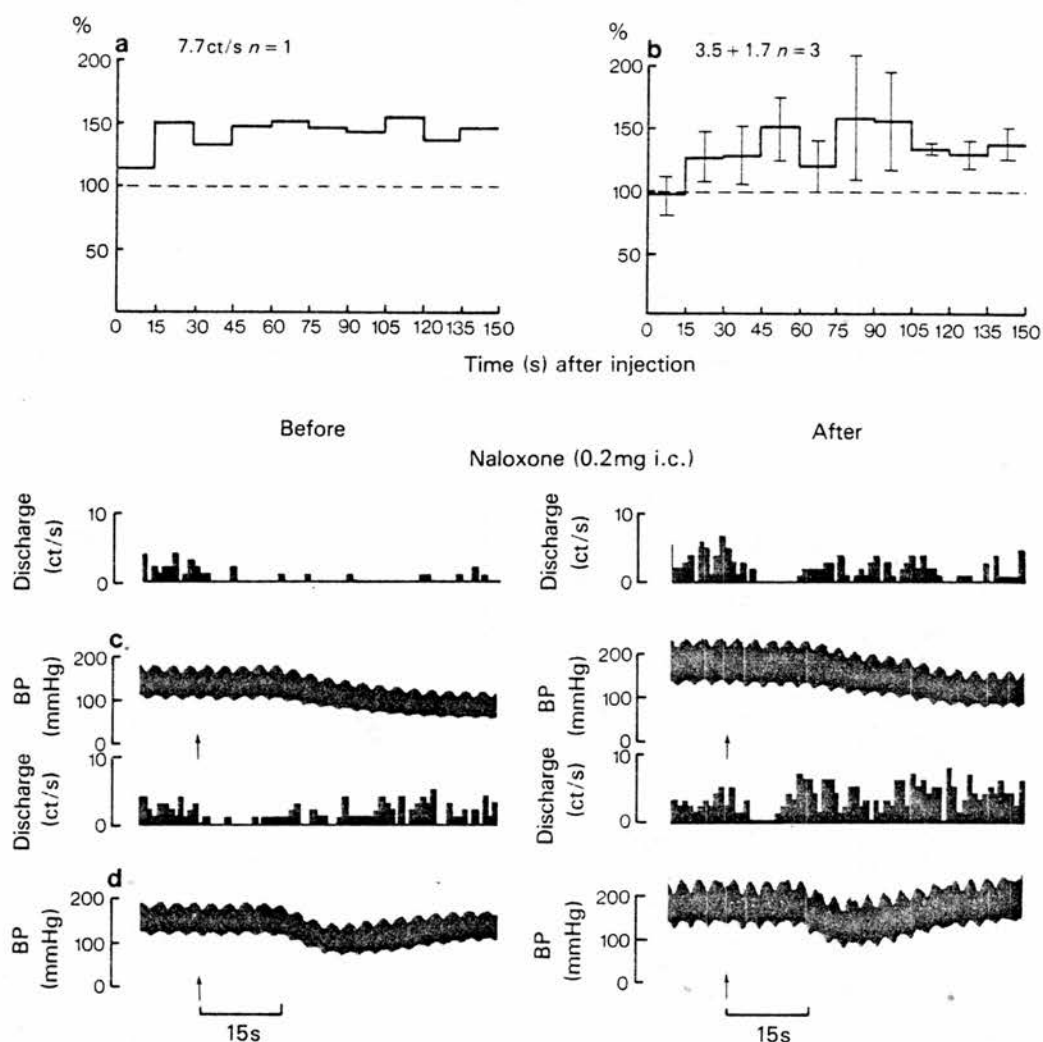 %
a 7.7ct/s n = 1
200
150
100
50
0 15 30 45 60 75 90 105 120 135 150
%
b 3.5 + 1.7 n = 3
200
150
100
50
0 15 30 45 60 75 90 105 120 135 150
Time (s) after injection
Before
After
Naloxone (0.2mg i.c.)
Discharge
(ct/s)
10
0
Discharge
(ct/s)
10
0
c
BP
(mmHg)
200
100
0
BP
(mmHg)
200
100
0
Discharge
(ct/s)
10
0
Discharge
(ct/s)
10
5
0
d
BP
(mmHg)
200
100
0
BP
(mmHg)
200
100
0
15s
15s